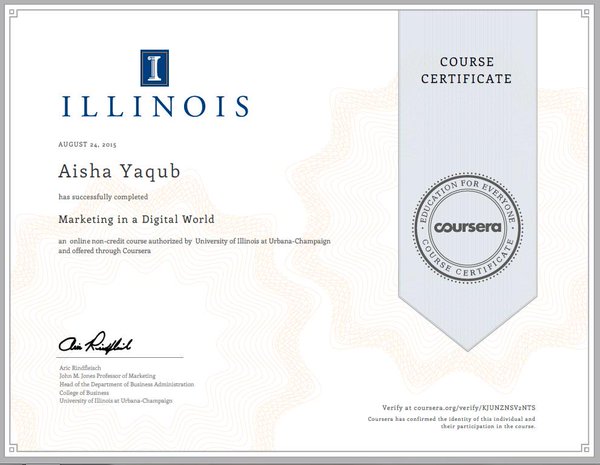 I
ILLINOIS
AUGUST 24, 2015
Aisha Yaqub
has successfully completed
Marketing in a Digital World
an online non-credit course authorized by University of Illinois at Urbana-Champaign
and offered through Coursera
Aric Rindfleisch
Aric Rindfleisch
John M. Jones Professor of Marketing
Head of the Department of Business Administration
College of Business
University of Illinois at Urbana-Champaign
COURSE
CERTIFICATE
EDUCATION FOR EVERYONE
coursera
COURSE CERTIFICATE
Verify at coursera.org/verify/KJUNZNSV2NTS
Coursera has confirmed the identity of this individual and
their participation in the course.